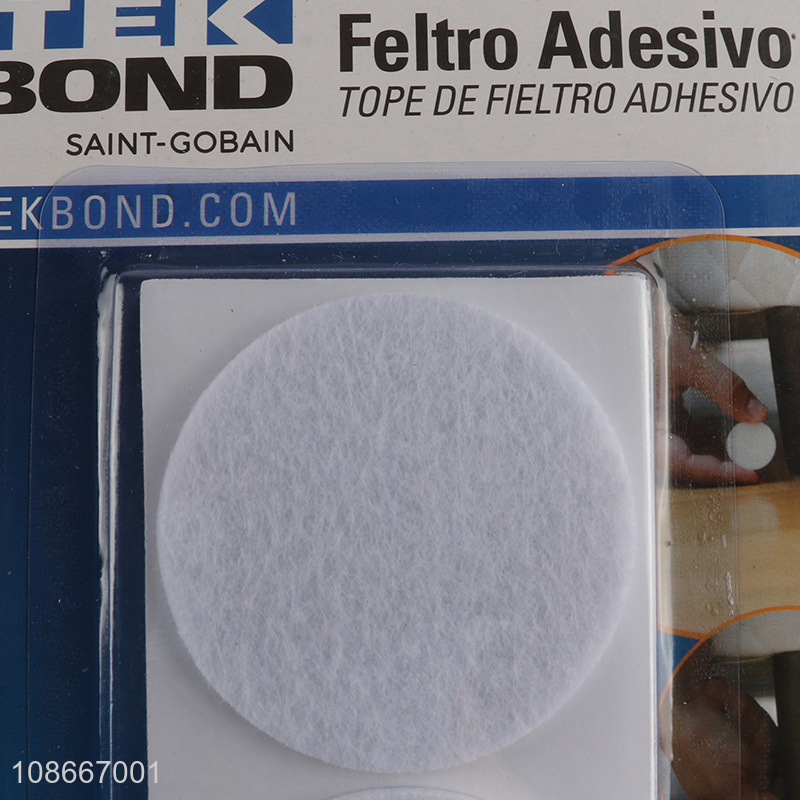 TEK
BOND
SAINT-GOBAIN
Feltro Adesivo
TOPE DE FIELTRO ADHESIVO
EKBOND.COM
108667001